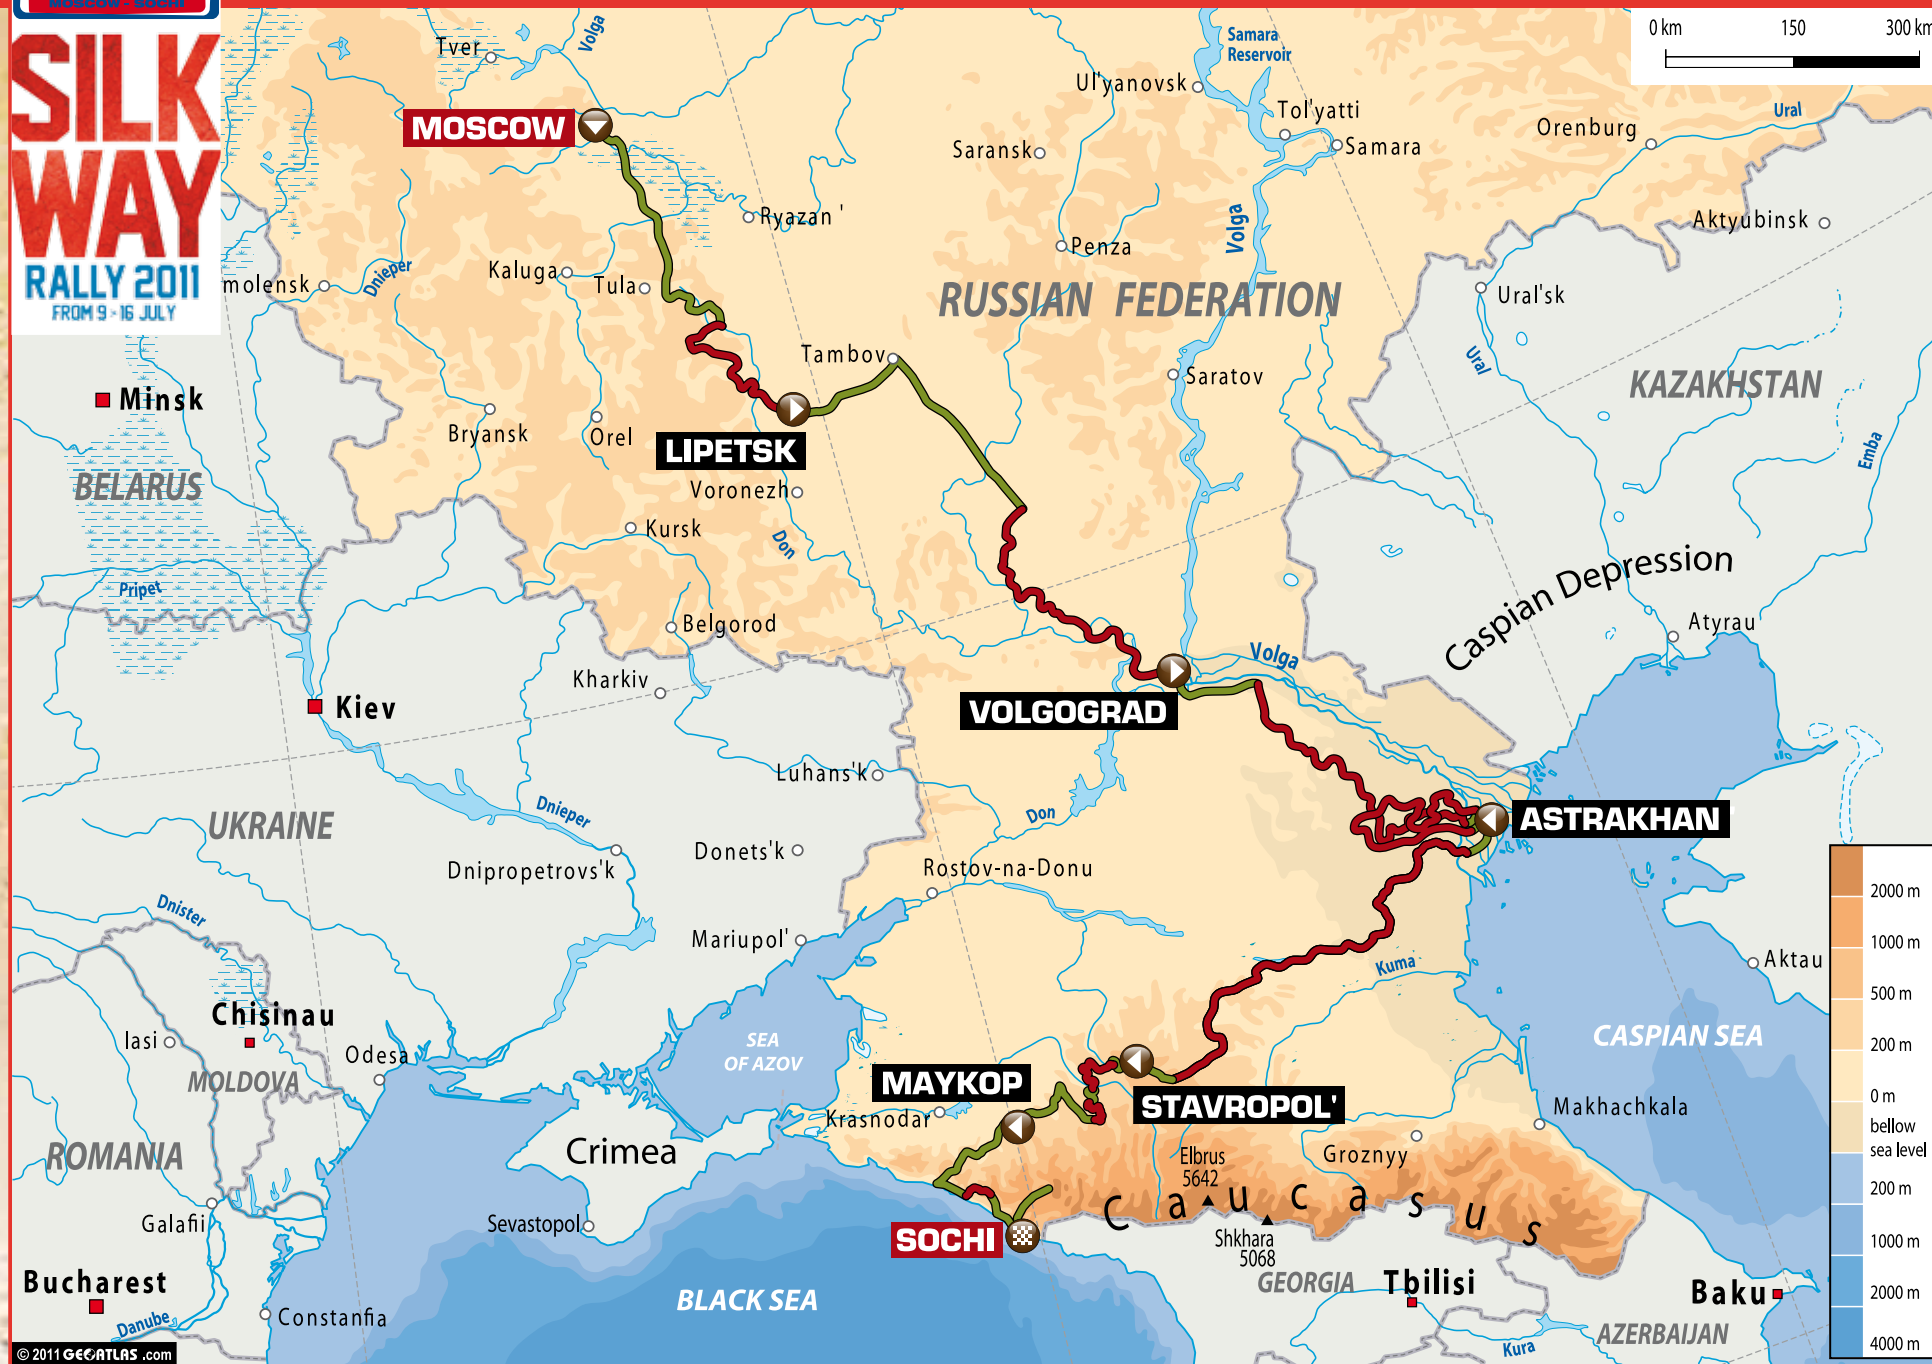 MOSCOW - SOCHI
SILK
WAY
RALLY 2011
FROM 9 - 16 JULY
0 km 150 300 km
Tver
Volga
Samara
Reservoir
Ul'yanovsk
Tol'yatti
Samara
Orenburg
Ural
MOSCOW
Saransk
Ryazan '
Penza
Volga
Aktyubinsk
molensk
Dnieper
Kaluga
Tula
RUSSIAN FEDERATION
Ural'sk
Ural
Tambov
Saratov
KAZAKHSTAN
Minsk
Bryansk
Orel
LIPETSK
Emba
BELARUS
Voronezh
Kursk
Don
Caspian Depression
Pripet
Belgorod
Atyrau
Volga
Kharkiv
Kiev
VOLGOGRAD
Luhans'k
UKRAINE
Dnieper
Don
ASTRAKHAN
Dnipropetrovs'k
Donets'k
Rostov-na-Donu
Dnister
Mariupol'
Kuma
Aktau
2000 m
1000 m
500 m
200 m
0 m
bellow
sea level
200 m
1000 m
2000 m
4000 m
Chisinau
Iasi
Odesa
MOLDOVA
SEA
OF AZOV
CASPIAN SEA
MAYKOP
Krasnodar
STAVROPOL'
Makhachkala
ROMANIA
Crimea
Elbrus
5642
Groznyy
Caucasus
Galafii
Sevastopol
SOCHI
Shkhara
5068
GEORGIA
Tbilisi
Baku
Bucharest
BLACK SEA
Constanfia
Danube
Kura
AZERBAIJAN
© 2011 GEOATLAS .com